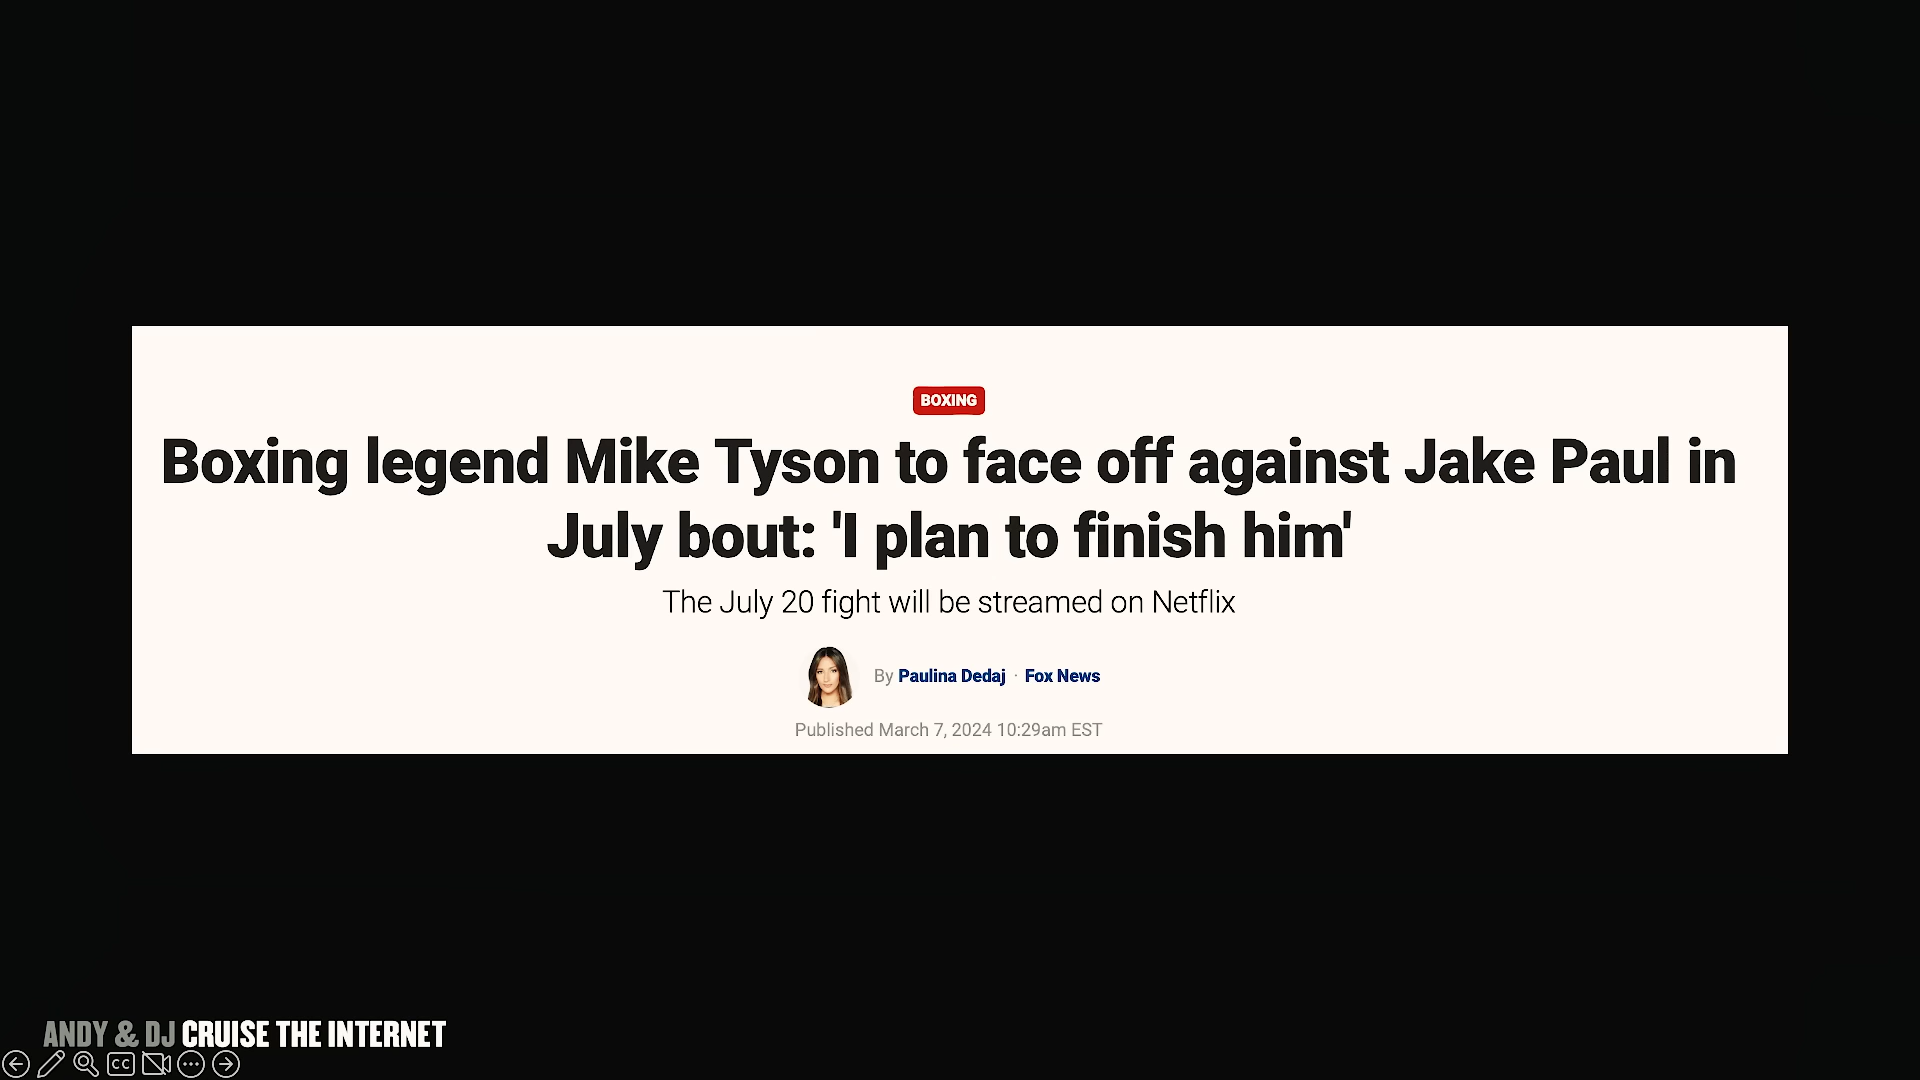 BOXING
Boxing legend Mike Tyson to face off against Jake Paul in
July bout: 'I plan to finish him'
The July 20 fight will be streamed on Netflix
By Paulina Dedaj · Fox News
Published March 7, 2024 10:29am EST
ANDY & DJ CRUISE THE INTERNET
CC